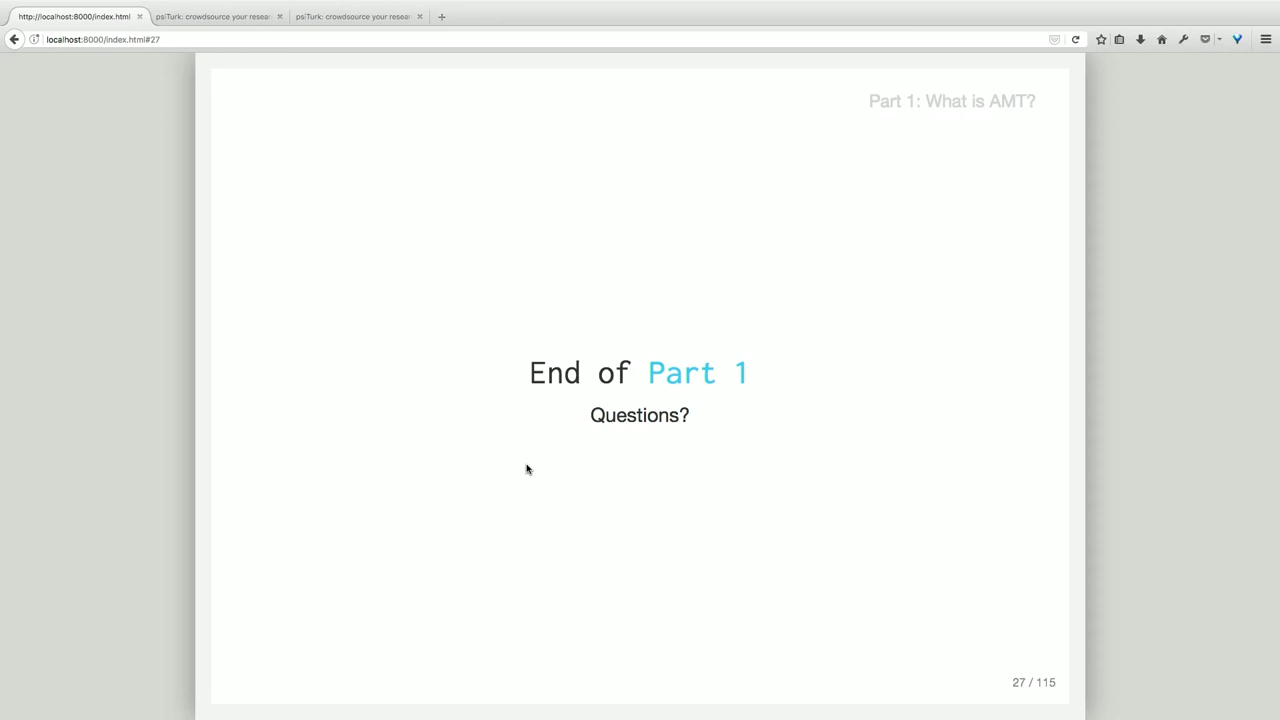 http://localhost:8000/index.html
psiTurk: crowdsource your resear
psiTurk: crowdsource your resear
localhost:8000/index.html#27
Part 1: What is AMT?
End of Part 1
Questions?
27 / 115